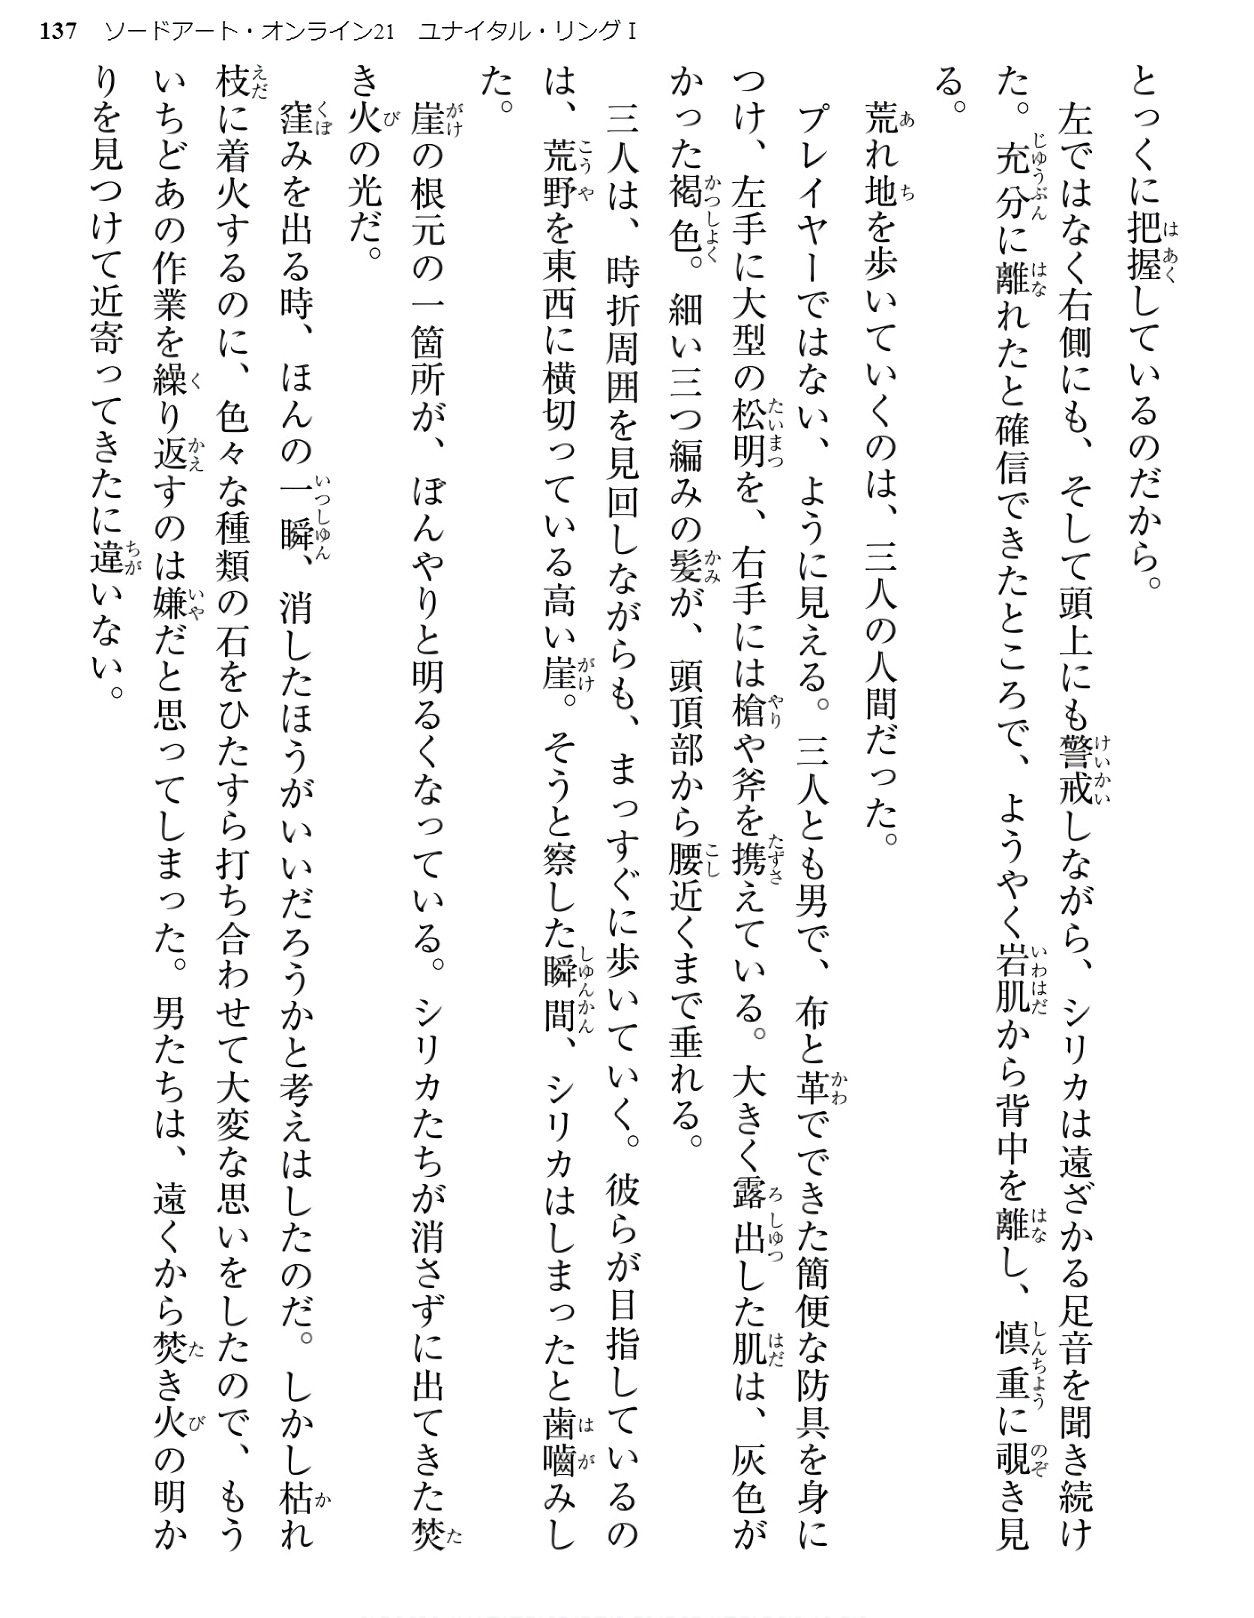 137 ソードアート・オンライン21 ユナイタル・リングⅠ
とっくに把握しているのだから。
左ではなく右側にも、そして頭上にも警戒しながら、シリカは遠ざかる足音を聞き続け
た。充分に離れたと確信できたところで、ようやく岩肌から背中を離し、慎重に覗き見
る。
荒れ地を歩いていくのは、三人の人間だった。
プレイヤーではない、ように見える。三人とも男で、布と革でできた簡便な防具を身に
つけ、左手に大型の松明を、右手には槍や斧を携えている。大きく露出した肌は、灰色が
かった褐色。細い三つ編みの髪が、頭頂部から腰近くまで垂れる。
三人は、時折周囲を見回しながらも、まっすぐに歩いていく。彼らが目指しているの
は、荒野を東西に横切っている高い崖。そうと察した瞬間、シリカはしまったと歯嚙みし
た。
崖の根元の一箇所が、ぼんやりと明るくなっている。シリカたちが消さずに出てきた焚
き火の光だ。
窪みを出る時、ほんの一瞬、消したほうがいいだろうかと考えはしたのだ。しかし枯れ
枝に着火するのに、色々な種類の石をひたすら打ち合わせて大変な思いをしたので、もう
いちどあの作業を繰り返すのは嫌だと思ってしまった。男たちは、遠くから焚き火の明か
りを見つけて近寄ってきたに違いない。